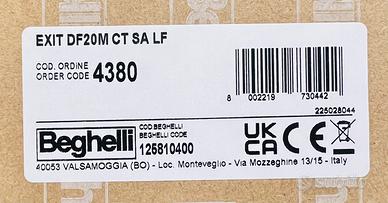 EXIT DF20M CT SA LF
COD. ORDINE
ORDER CODE 4380
8 002219 730442
225028044
Beghelli
COD BEGHELLI
BEGHELLI CODE
125810400
UK
CA CE
40053 VALSAMOGGIA (BO) - Loc. Monteveglio - Via Mozzeghine 13/15 - Italy